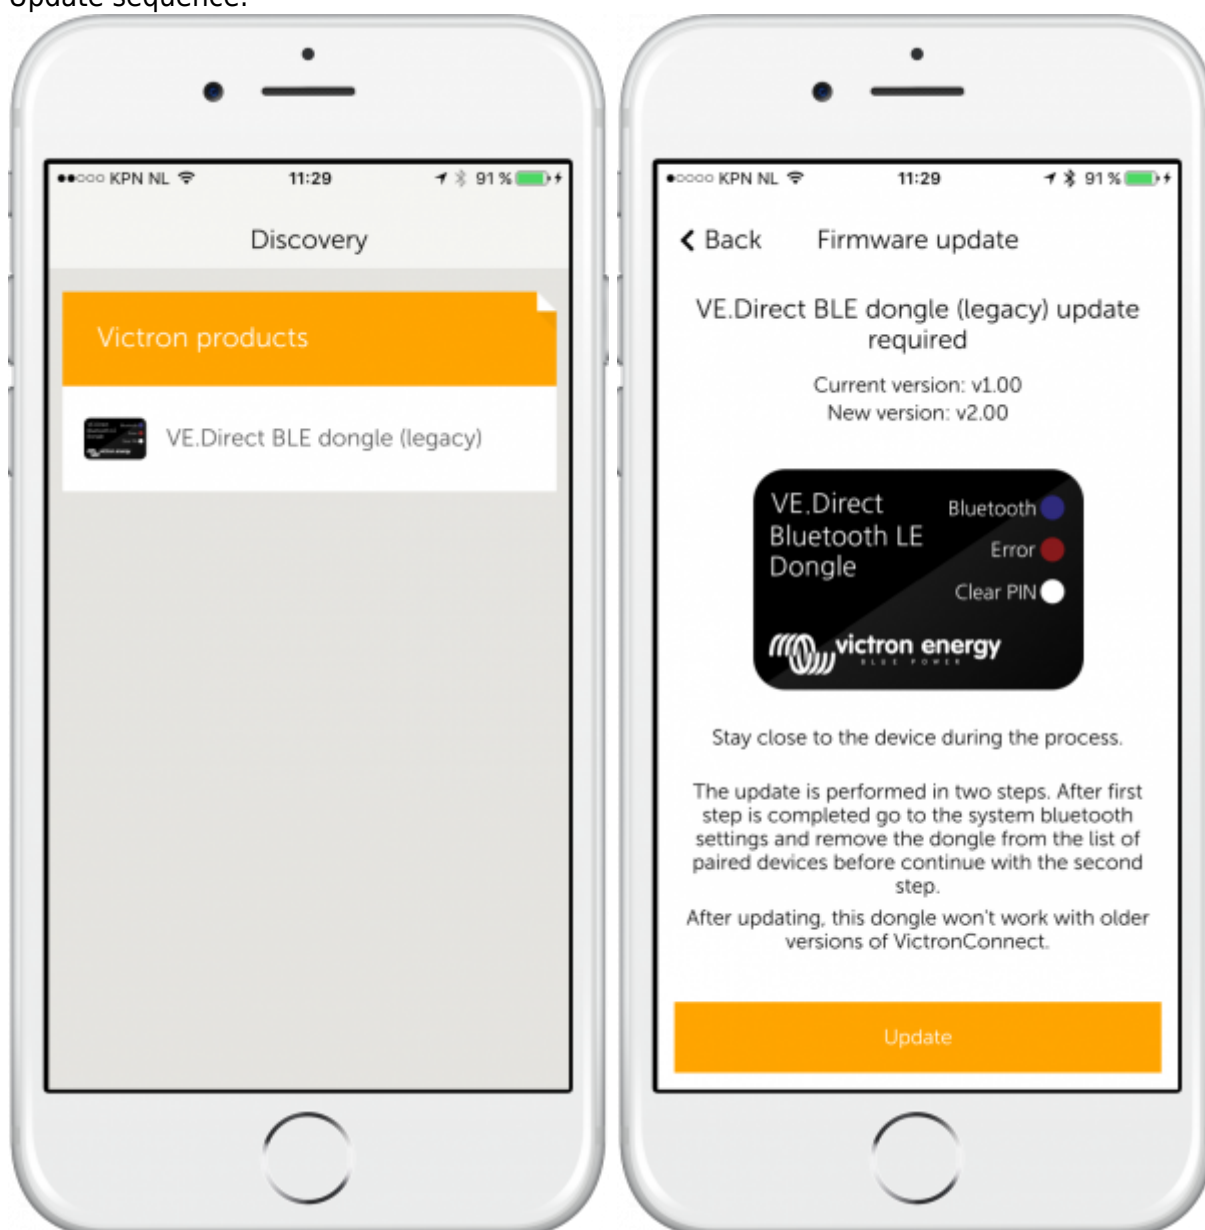 update sequence:
KPN NL 11:29 91 %
Discovery
Victron products
VE.Direct BLE dongle (legacy)
KPN NL 11:29 91 %
Back Firmware update
VE.Direct BLE dongle (legacy) update
required
Current version: v1.00
New version: v2.00
VE.Direct
Bluetooth LE
Dongle
Bluetooth
Error
Clear PIN
victron energy
BLUE POWER
Stay close to the device during the process.
The update is performed in two steps. After first
step is completed go to the system bluetooth
settings and remove the dongle from the list of
paired devices before continue with the second
step.
After updating, this dongle won't work with older
versions of VictronConnect.
Update